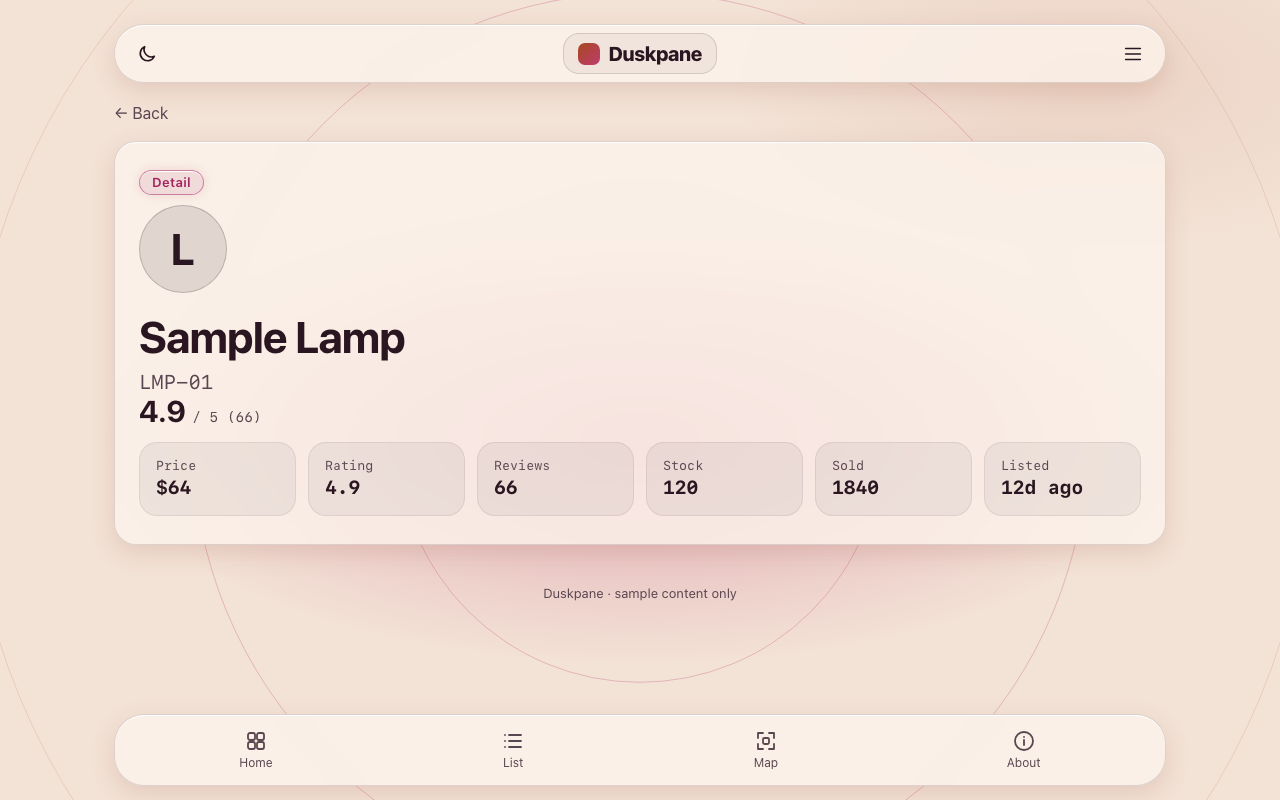 Duskpane
← Back
Detail
L
Sample Lamp
LMP–01
4.9 / 5 (66)
Price Rating Reviews Stock Sold Listed
$64 4.9 66 120 1840 12d ago
Duskpane · sample content only
Home List Map About